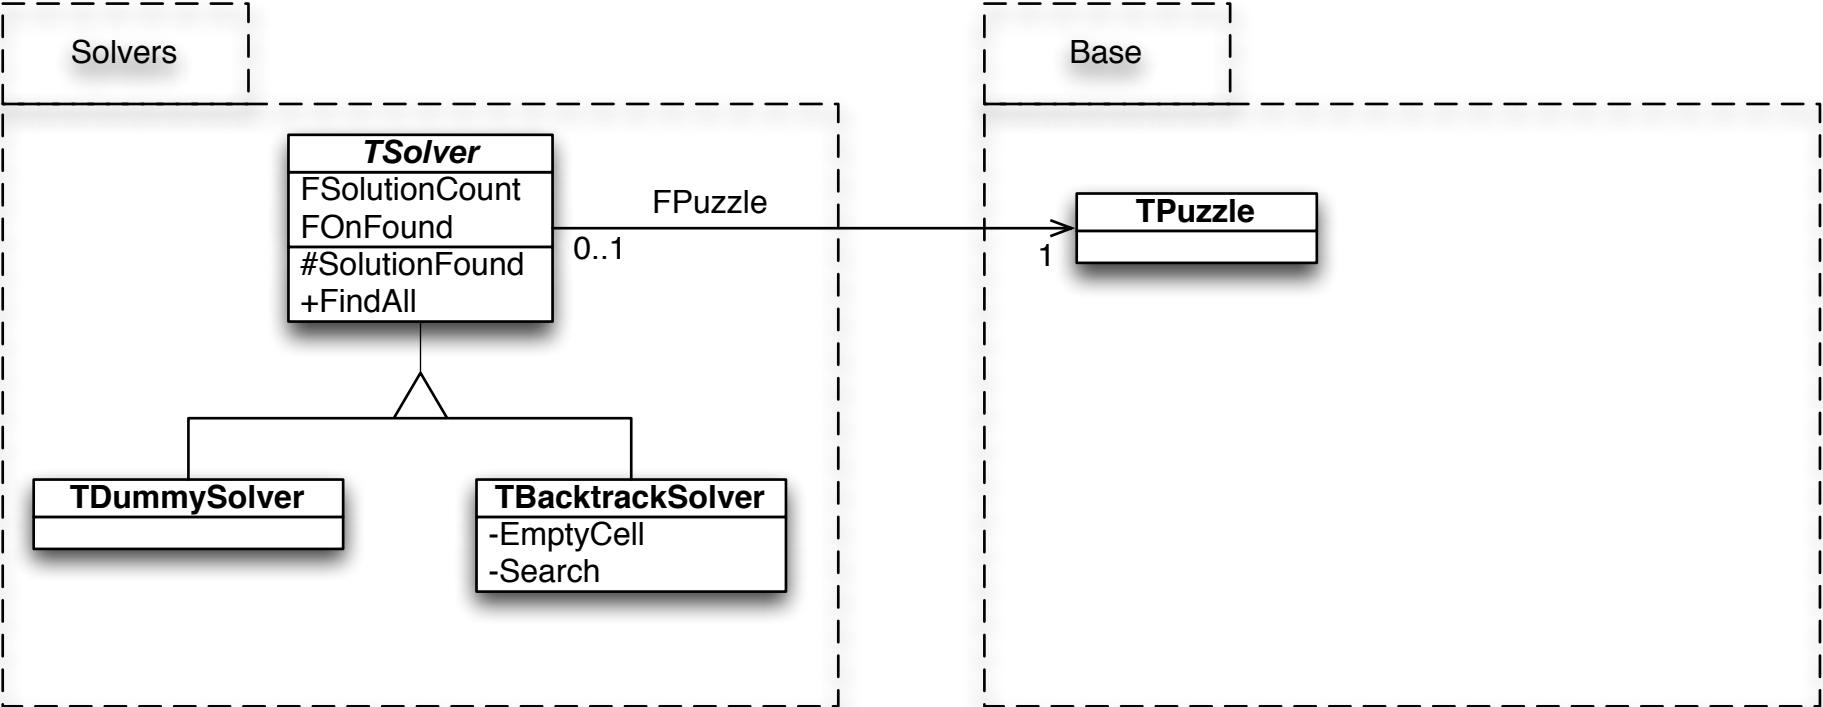 Solvers
Base
TSolver
FSolutionCount
FOnFound
#SolutionFound
+FindAll
FPuzzle
0..1
1
TPuzzle
TDummySolver
TBacktrackSolver
-EmptyCell
-Search